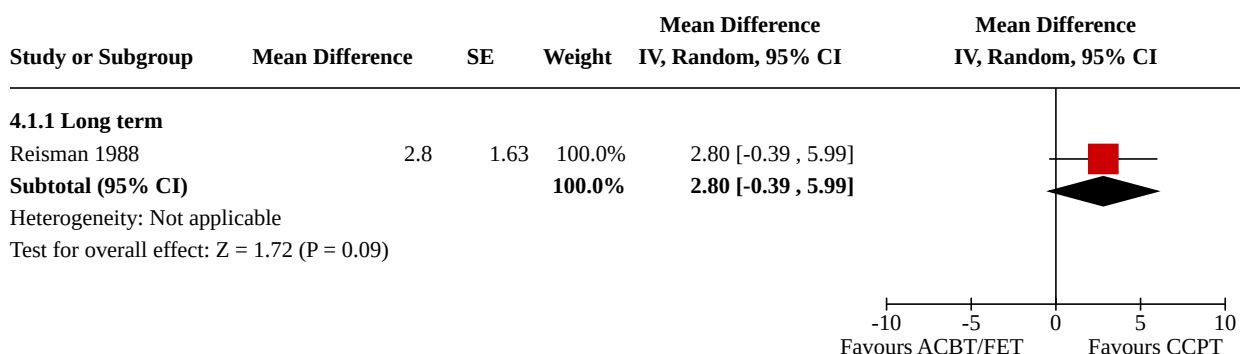 Mean Difference Mean Difference
Study or Subgroup Mean Difference SE Weight IV, Random, 95% CI IV, Random, 95% CI
4.1.1 Long term
Reisman 1988 2.8 1.63 100.0% 2.80 [-0.39 , 5.99]
Subtotal (95% CI) 100.0% 2.80 [-0.39 , 5.99]
Heterogeneity: Not applicable
Test for overall effect: Z = 1.72 (P = 0.09)
-10 -5 0 5 10
Favours ACBT/FET Favours CCPT